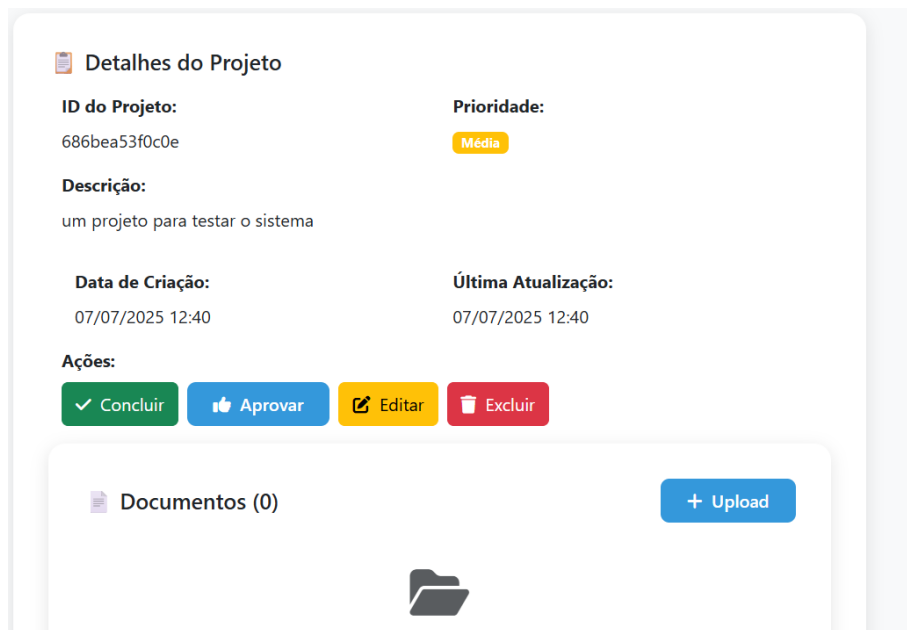 Detalhes do Projeto
ID do Projeto:
Prioridade:
686bea53f0c0e
Média
Descrição:
um projeto para testar o sistema
Data de Criação:
Última Atualização:
07/07/2025 12:40
07/07/2025 12:40
Ações:
Concluir
Aprovar
Editar
Excluir
Documentos (0)
+ Upload